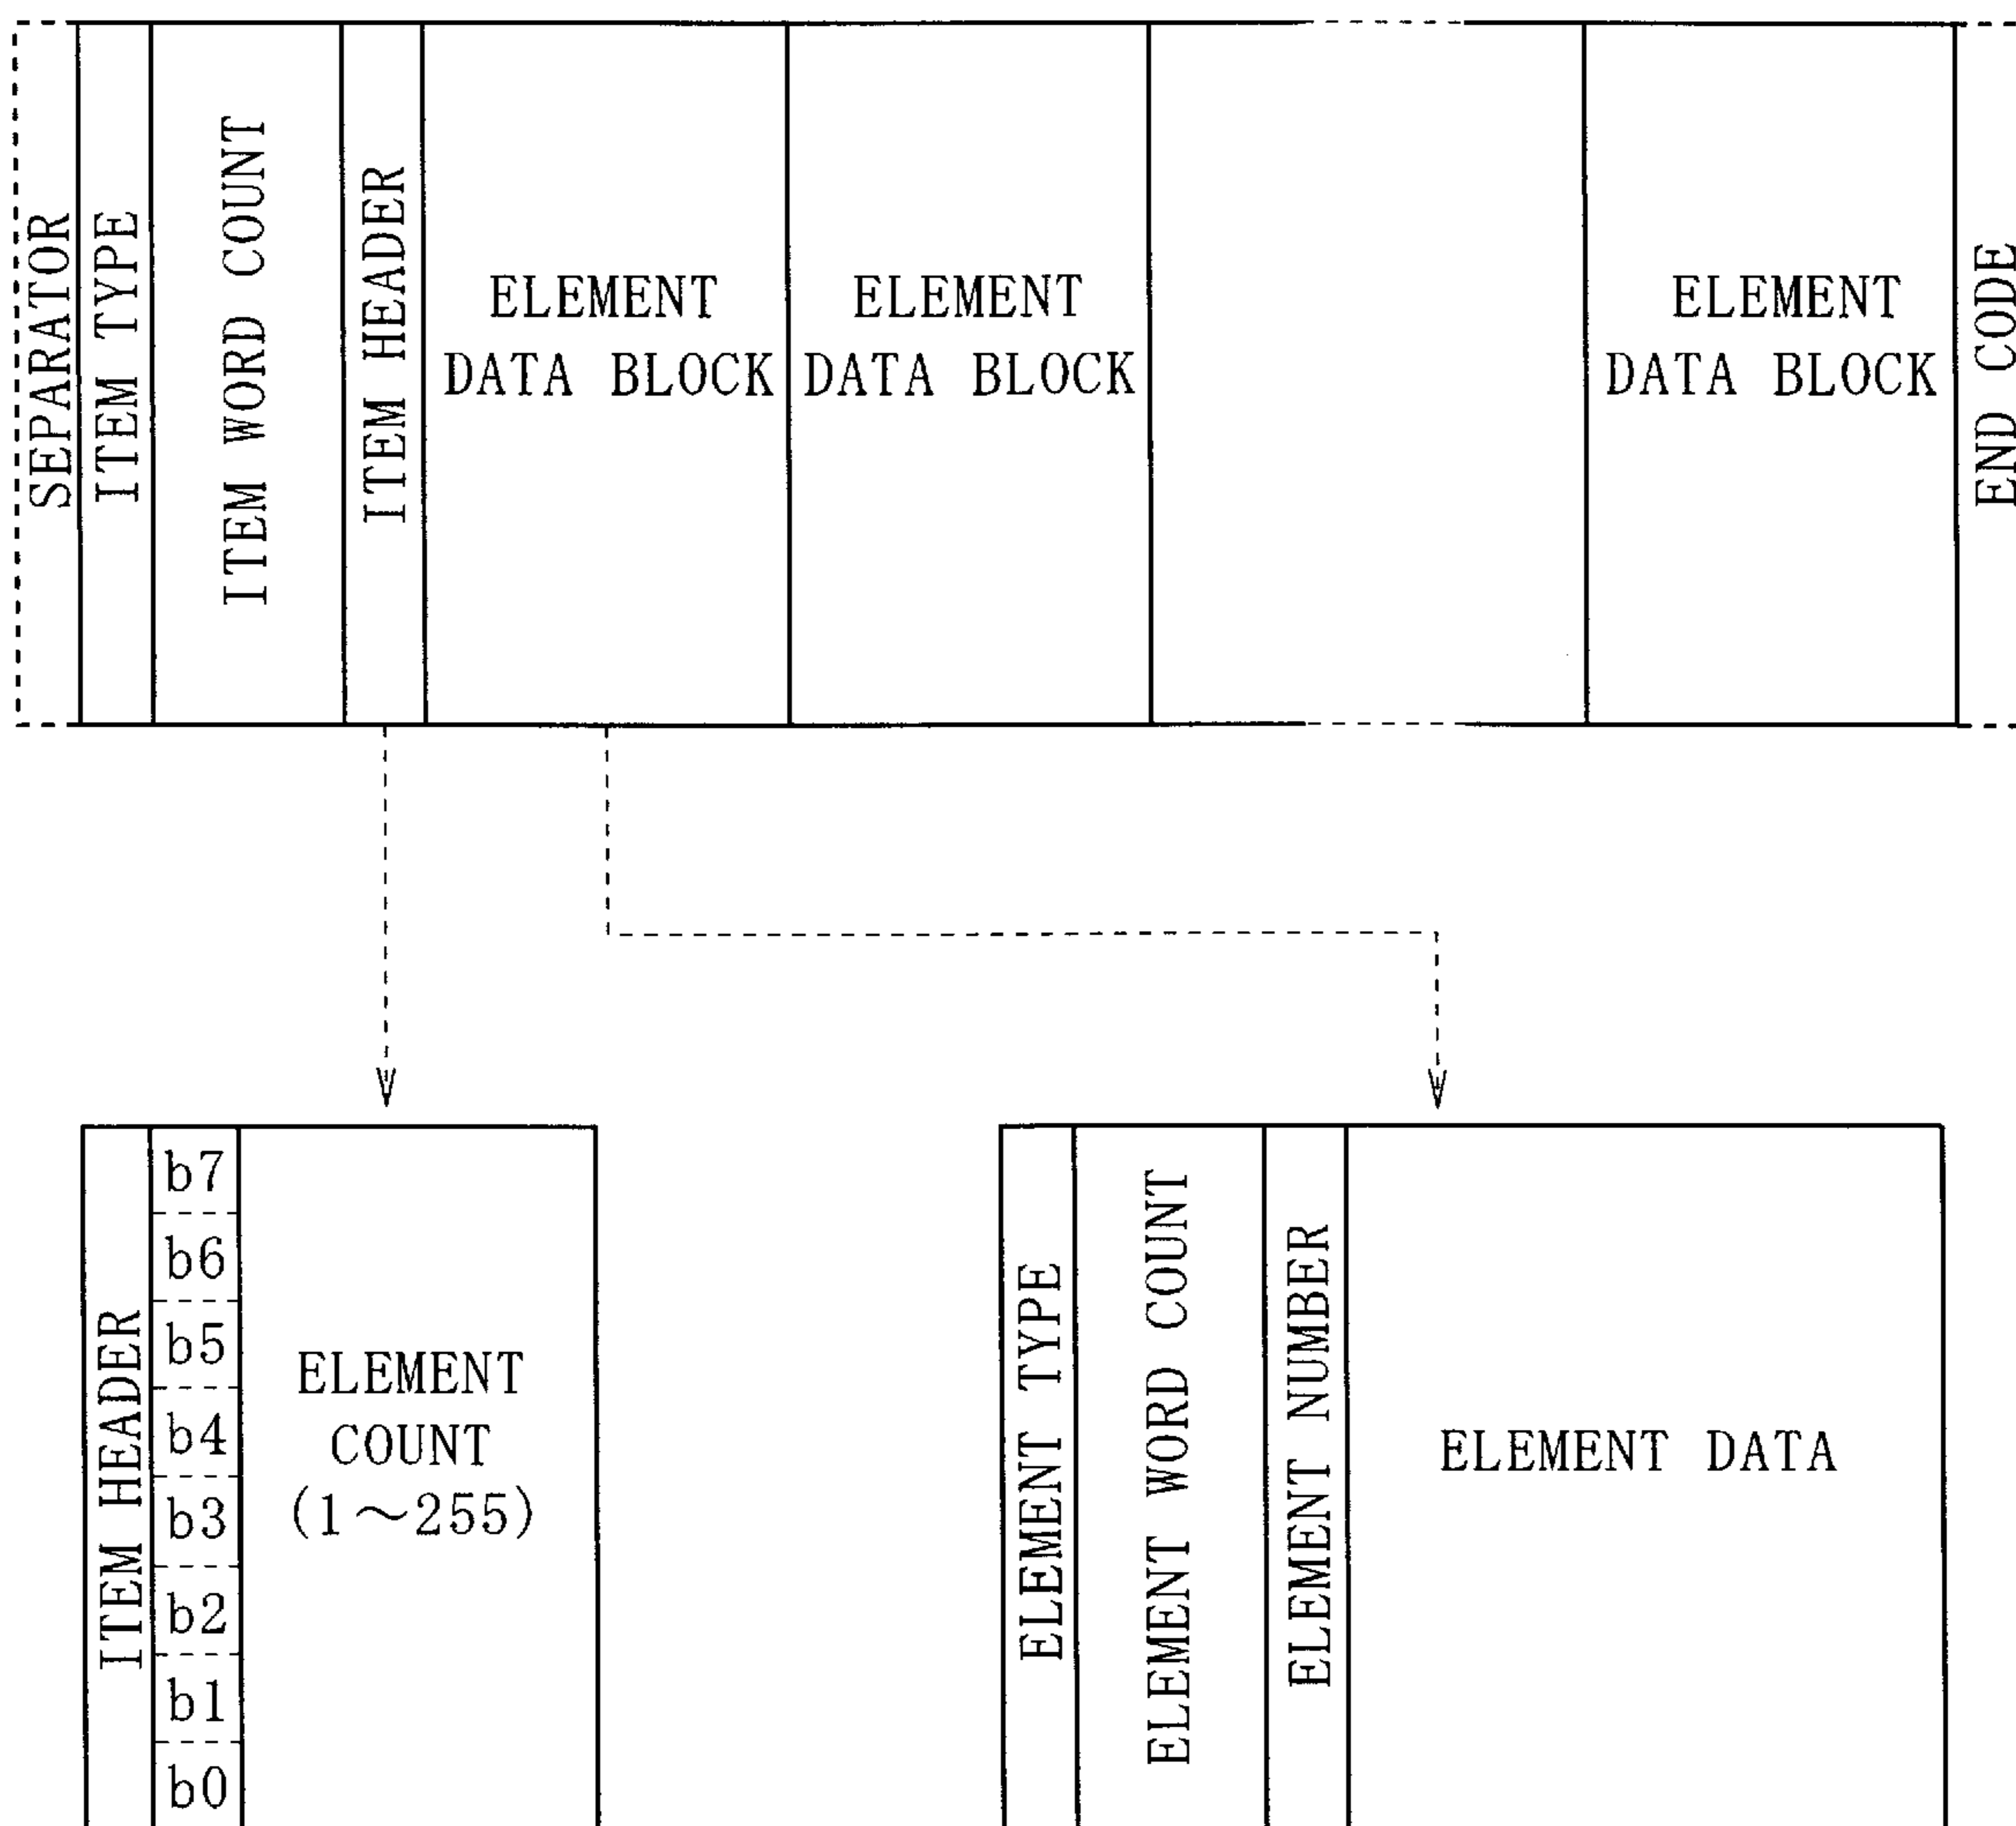 SEPARATOR
ITEM TYPE
ITEM WORD COUNT
ITEM HEADER
ELEMENT
DATA BLOCK
ELEMENT
DATA BLOCK
ELEMENT
DATA BLOCK
END CODE
ITEM HEADER
b7
b6
b5
b4
b3
b2
b1
b0
ELEMENT
COUNT
(1～255)
ELEMENT TYPE
ELEMENT WORD COUNT
ELEMENT NUMBER
ELEMENT DATA